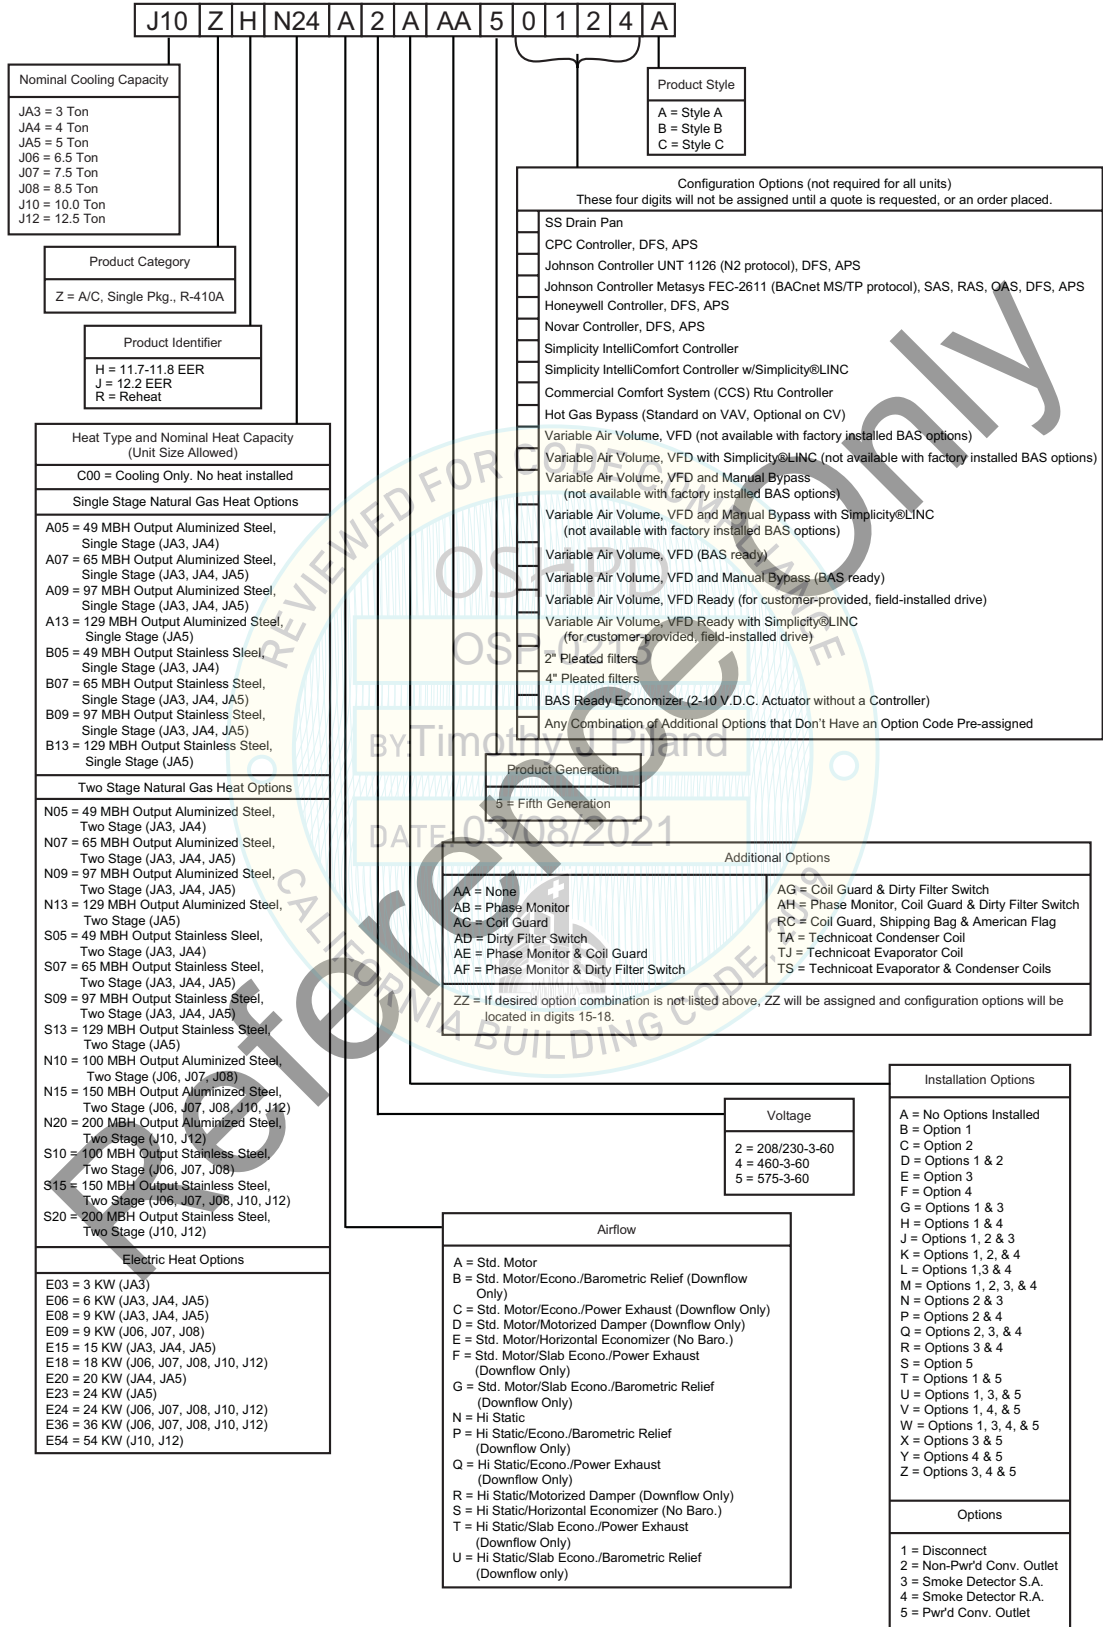 J10 Z H N24 A 2 A AA 5 0 1 2 4 A
Nominal Cooling Capacity
JA3 = 3 Ton
JA4 = 4 Ton
JA5 = 5 Ton
J06 = 6.5 Ton
J07 = 7.5 Ton
J08 = 8.5 Ton
J10 = 10.0 Ton
J12 = 12.5 Ton
Product Category
Z = A/C, Single Pkg., R-410A
Product Identifier
H = 11.7-11.8 EER
J = 12.2 EER
R = Reheat
Heat Type and Nominal Heat Capacity
(Unit Size Allowed)
C00 = Cooling Only. No heat installed
Single Stage Natural Gas Heat Options
A05 = 49 MBH Output Aluminized Steel,
Single Stage (JA3, JA4)
A07 = 65 MBH Output Aluminized Steel,
Single Stage (JA3, JA4, JA5)
A09 = 97 MBH Output Aluminized Steel,
Single Stage (JA3, JA4, JA5)
A13 = 129 MBH Output Aluminized Steel,
Single Stage (JA5)
B05 = 49 MBH Output Stainless Sleel,
Single Stage (JA3, JA4)
B07 = 65 MBH Output Stainless Steel,
Single Stage (JA3, JA4, JA5)
B09 = 97 MBH Output Stainless Steel,
Single Stage (JA3, JA4, JA5)
B13 = 129 MBH Output Stainless Steel,
Single Stage (JA5)
Two Stage Natural Gas Heat Options
N05 = 49 MBH Output Aluminized Steel,
Two Stage (JA3, JA4)
N07 = 65 MBH Output Aluminized Steel,
Two Stage (JA3, JA4, JA5)
N09 = 97 MBH Output Aluminized Steel,
Two Stage (JA3, JA4, JA5)
N13 = 129 MBH Output Aluminized Steel,
Two Stage (JA5)
S05 = 49 MBH Output Stainless Sleel,
Two Stage (JA3, JA4)
S07 = 65 MBH Output Stainless Steel,
Two Stage (JA3, JA4, JA5)
S09 = 97 MBH Output Stainless Steel,
Two Stage (JA3, JA4, JA5)
S13 = 129 MBH Output Stainless Steel,
Two Stage (JA5)
N10 = 100 MBH Output Aluminized Steel,
Two Stage (J06, J07, J08)
N15 = 150 MBH Output Aluminized Steel,
Two Stage (J06, J07, J08, J10, J12)
N20 = 200 MBH Output Aluminized Steel,
Two Stage (J10, J12)
S10 = 100 MBH Output Stainless Steel,
Two Stage (J06, J07, J08)
S15 = 150 MBH Output Stainless Steel,
Two Stage (J06, J07, J08, J10, J12)
S20 = 200 MBH Output Stainless Steel,
Two Stage (J10, J12)
Electric Heat Options
E03 = 3 KW (JA3)
E06 = 6 KW (JA3, JA4, JA5)
E08 = 9 KW (JA3, JA4, JA5)
E09 = 9 KW (J06, J07, J08)
E15 = 15 KW (JA3, JA4, JA5)
E18 = 18 KW (J06, J07, J08, J10, J12)
E20 = 20 KW (JA4, JA5)
E23 = 24 KW (JA5)
E24 = 24 KW (J06, J07, J08, J10, J12)
E36 = 36 KW (J06, J07, J08, J10, J12)
E54 = 54 KW (J10, J12)
Product Style
A = Style A
B = Style B
C = Style C
Configuration Options (not required for all units)
These four digits will not be assigned until a quote is requested, or an order placed.
SS Drain Pan
CPC Controller, DFS, APS
Johnson Controller UNT 1126 (N2 protocol), DFS, APS
Johnson Controller Metasys FEC-2611 (BACnet MS/TP protocol), SAS, RAS, OAS, DFS, APS
Honeywell Controller, DFS, APS
Novar Controller, DFS, APS
Simplicity IntelliComfort Controller
Simplicity IntelliComfort Controller w/Simplicity®LINC
Commercial Comfort System (CCS) Rtu Controller
Hot Gas Bypass (Standard on VAV, Optional on CV)
Variable Air Volume, VFD (not available with factory installed BAS options)
Variable Air Volume, VFD with Simplicity®LINC (not available with factory installed BAS options)
Variable Air Volume, VFD and Manual Bypass
(not available with factory installed BAS options)
Variable Air Volume, VFD and Manual Bypass with Simplicity®LINC
(not available with factory installed BAS options)
Variable Air Volume, VFD (BAS ready)
Variable Air Volume, VFD and Manual Bypass (BAS ready)
Variable Air Volume, VFD Ready (for customer-provided, field-installed drive)
Variable Air Volume, VFD Ready with Simplicity®LINC
(for customer-provided, field-installed drive)
2" Pleated filters
4" Pleated filters
BAS Ready Economizer (2-10 V.D.C. Actuator without a Controller)
Any Combination of Additional Options that Don't Have an Option Code Pre-assigned
Product Generation
5 = Fifth Generation
Additional Options
AA = None
AB = Phase Monitor
AC = Coil Guard
AD = Dirty Filter Switch
AE = Phase Monitor & Coil Guard
AF = Phase Monitor & Dirty Filter Switch
AG = Coil Guard & Dirty Filter Switch
AH = Phase Monitor, Coil Guard & Dirty Filter Switch
RC = Coil Guard, Shipping Bag & American Flag
TA = Technicoat Condenser Coil
TJ = Technicoat Evaporator Coil
TS = Technicoat Evaporator & Condenser Coils
ZZ = If desired option combination is not listed above, ZZ will be assigned and configuration options will be
located in digits 15-18.
Installation Options
A = No Options Installed
B = Option 1
C = Option 2
D = Options 1 & 2
E = Option 3
F = Option 4
G = Options 1 & 3
H = Options 1 & 4
J = Options 1, 2 & 3
K = Options 1, 2, & 4
L = Options 1,3 & 4
M = Options 1, 2, 3, & 4
N = Options 2 & 3
P = Options 2 & 4
Q = Options 2, 3, & 4
R = Options 3 & 4
S = Option 5
T = Options 1 & 5
U = Options 1, 3, & 5
V = Options 1, 4, & 5
W = Options 1, 3, 4, & 5
X = Options 3 & 5
Y = Options 4 & 5
Z = Options 3, 4 & 5
Options
1 = Disconnect
2 = Non-Pwr'd Conv. Outlet
3 = Smoke Detector S.A.
4 = Smoke Detector R.A.
5 = Pwr'd Conv. Outlet
Voltage
2 = 208/230-3-60
4 = 460-3-60
5 = 575-3-60
Airflow
A = Std. Motor
B = Std. Motor/Econo./Barometric Relief (Downflow
Only)
C = Std. Motor/Econo./Power Exhaust (Downflow Only)
D = Std. Motor/Motorized Damper (Downflow Only)
E = Std. Motor/Horizontal Economizer (No Baro.)
F = Std. Motor/Slab Econo./Power Exhaust
(Downflow Only)
G = Std. Motor/Slab Econo./Barometric Relief
(Downflow Only)
N = Hi Static
P = Hi Static/Econo./Barometric Relief
(Downflow Only)
Q = Hi Static/Econo./Power Exhaust
(Downflow Only)
R = Hi Static/Motorized Damper (Downflow Only)
S = Hi Static/Horizontal Economizer (No Baro.)
T = Hi Static/Slab Econo./Power Exhaust
(Downflow Only)
U = Hi Static/Slab Econo./Barometric Relief
(Downflow only)
Reference Only
REVIEWED FOR CODE COMPLIANCE
OSHPD
BY:Timothy J Piland
DATE: 03/08/2021
CALIFORNIA BUILDING CODE 2019